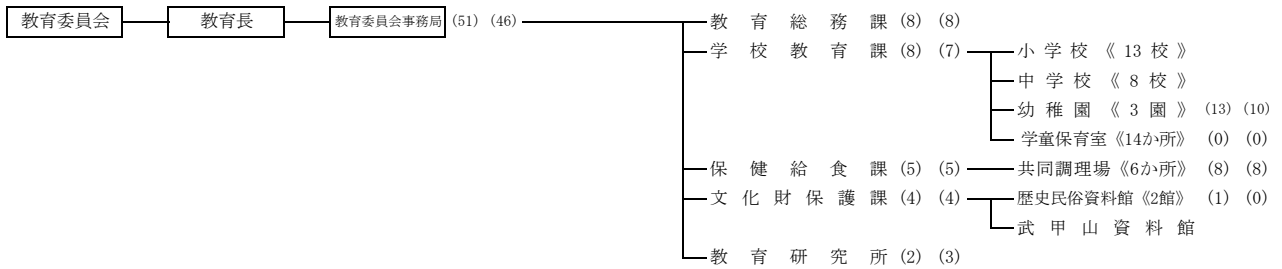 教育委員会 教育長 教育委員会事務局 (51) (46) 教育総務課 (8) (8)
学校教育課 (8) (7) 小学校《13校》
中学校《8校》
幼稚園《3園》 (13) (10)
学童保育室《14か所》 (0) (0)
保健給食課 (5) (5) 共同調理場《6か所》 (8) (8)
文化財保護課 (4) (4) 歴史民俗資料館《2館》 (1) (0)
武甲山資料館
教育研究所 (2) (3)